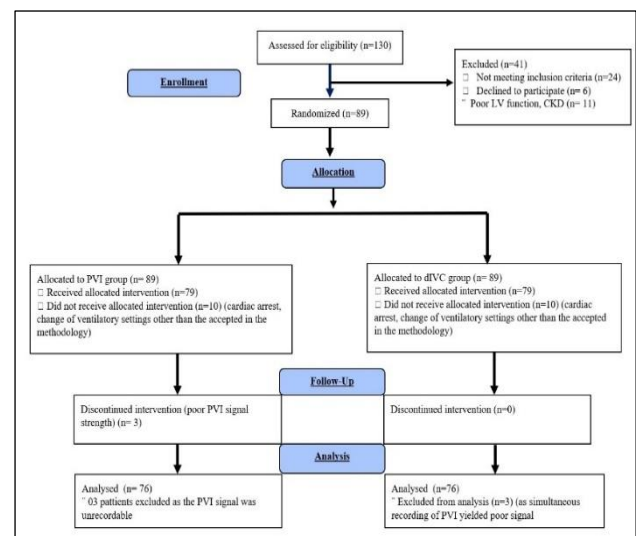 Assessed for eligibility (n=130)
Enrollment
Excluded (n=41)
□ Not meeting inclusion criteria (n=24)
□ Declined to participate (n= 6)
¨ Poor LV function, CKD (n= 11)
Randomized (n=89)
Allocation
Allocated to PVI group (n= 89)
□ Received allocated intervention (n=79)
□ Did not receive allocated intervention (n=10) (cardiac arrest,
change of ventilatory settings other than the accepted in
the methodology)
Allocated to dIVC group (n= 89)
□ Received allocated intervention (n=79)
□ Did not receive allocated intervention (n=10) (cardiac
arrest, change of ventilatory settings other than the accepted
in the methodology)
Follow-Up
Discontinued intervention (poor PVI signal
strength) (n= 3)
Discontinued intervention (n=0)
Analysis
Analysed (n= 76)
¨ 03 pattients excluded as the PVI signal was
unrecordable
Analysed (n=76)
¨ Excluded from analysis (n=3) (as simultaneous
recording of PVI yielded poor signal